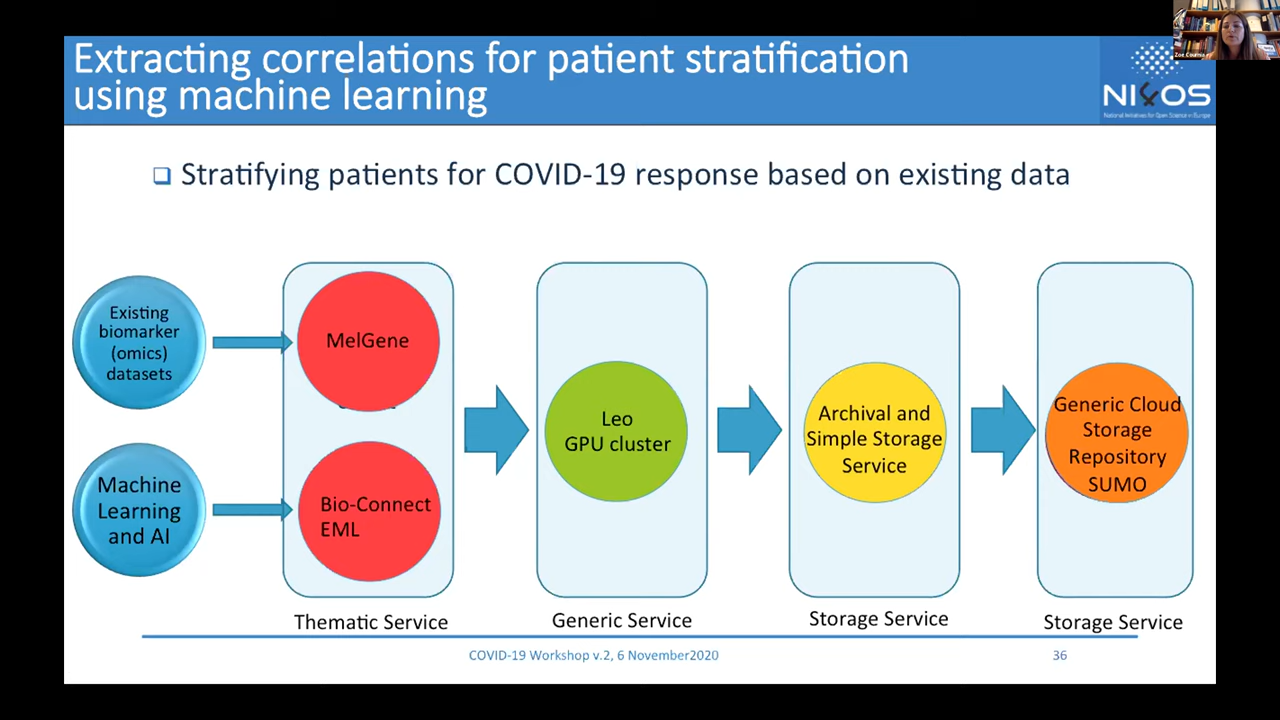 Extracting correlations for patient stratification
using machine learning
NI4OS
National Initiatives for Open Science in Europe
Stratifying patients for COVID-19 response based on existing data
Existing
biomarker
(omics)
datasets
MelGene
Machine
Learning
and AI
Bio-Connect
EML
Leo
GPU cluster
Archival and
Simple Storage
Service
Generic Cloud
Storage
Repository
SUMO
Thematic Service
Generic Service
Storage Service
Storage Service
COVID-19 Workshop v.2, 6 November2020
36